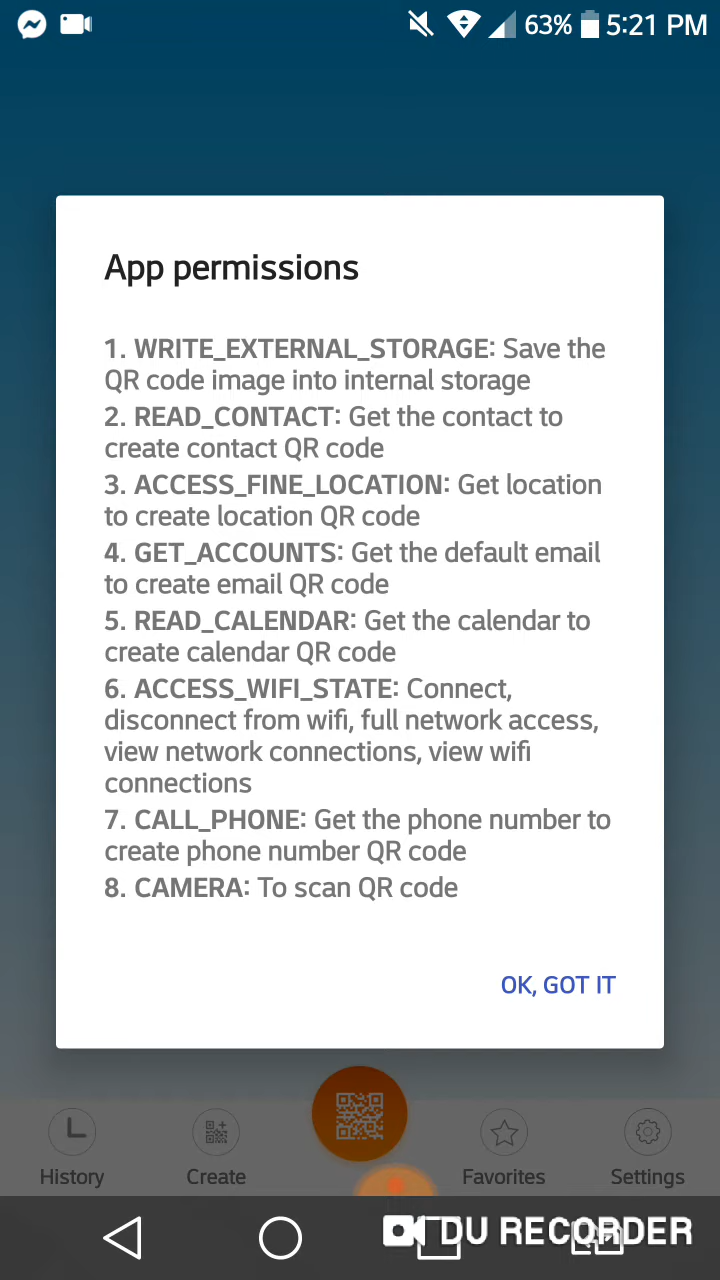 63% 5:21 PM
App permissions
1. WRITE_EXTERNAL_STORAGE: Save the
QR code image into internal storage
2. READ_CONTACT: Get the contact to
create contact QR code
3. ACCESS_FINE_LOCATION: Get location
to create location QR code
4. GET_ACCOUNTS: Get the default email
to create email QR code
5. READ_CALENDAR: Get the calendar to
create calendar QR code
6. ACCESS_WIFI_STATE: Connect,
disconnect from wifi, full network access,
view network connections, view wifi
connections
7. CALL_PHONE: Get the phone number to
create phone number QR code
8. CAMERA: To scan QR code
OK, GOT IT
History Create Favorites Settings
DU RECORDER